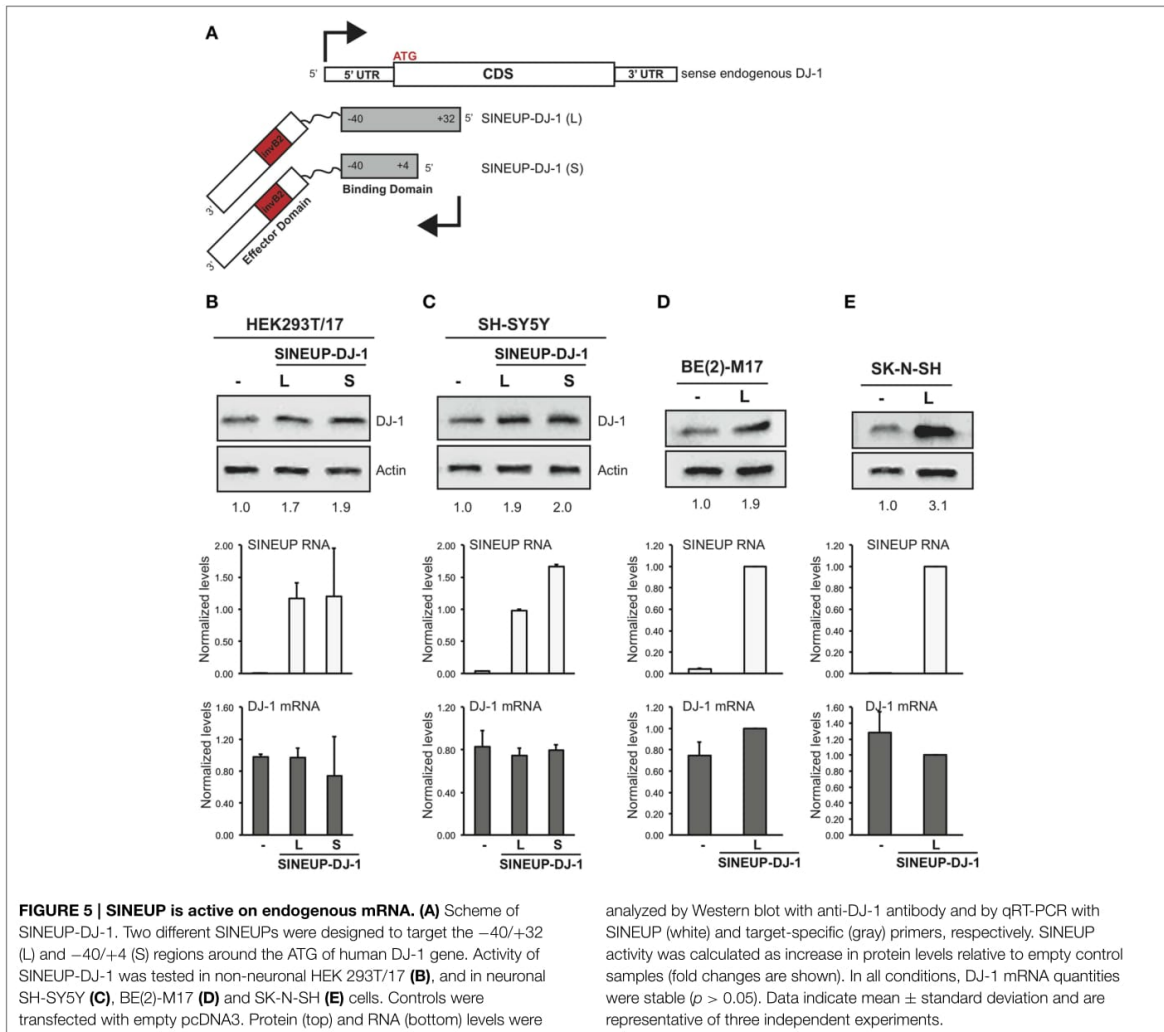 A
ATG
5' 5' UTR CDS 3' UTR sense endogenous DJ-1
-40 +32 5' SINEUP-DJ-1 (L)
invB2
-40 +4 5' SINEUP-DJ-1 (S)
invB2
Binding Domain
Effector Domain
3'
3'
B
HEK293T/17
SINEUP-DJ-1
- L S
DJ-1
Actin
1.0 1.7 1.9
SINEUP RNA
Normalized levels
2.00
1.50
1.00
0.50
0.00
DJ-1 mRNA
Normalized levels
1.60
1.20
0.80
0.40
0.00
- L S
SINEUP-DJ-1
C
SH-SY5Y
SINEUP-DJ-1
- L S
DJ-1
Actin
1.0 1.9 2.0
SINEUP RNA
Normalized levels
2.00
1.50
1.00
0.50
0.00
DJ-1 mRNA
Normalized levels
1.20
0.80
0.40
0.00
- L S
SINEUP-DJ-1
D
BE(2)-M17
- L
1.0 1.9
SINEUP RNA
Normalized levels
1.20
1.00
0.80
0.60
0.40
0.20
0.00
DJ-1 mRNA
Normalized levels
1.20
1.00
0.80
0.60
0.40
0.20
0.00
- L
SINEUP-DJ-1
E
SK-N-SH
- L
1.0 3.1
SINEUP RNA
Normalized levels
1.20
1.00
0.80
0.60
0.40
0.20
0.00
DJ-1 mRNA
Normalized levels
1.60
1.40
1.20
1.00
0.80
0.60
0.40
0.20
0.00
- L
SINEUP-DJ-1
FIGURE 5 | SINEUP is active on endogenous mRNA. (A) Scheme of
SINEUP-DJ-1. Two different SINEUPs were designed to target the −40/+32
(L) and −40/+4 (S) regions around the ATG of human DJ-1 gene. Activity of
SINEUP-DJ-1 was tested in non-neuronal HEK 293T/17 (B), and in neuronal
SH-SY5Y (C), BE(2)-M17 (D) and SK-N-SH (E) cells. Controls were
transfected with empty pcDNA3. Protein (top) and RNA (bottom) levels were
analyzed by Western blot with anti-DJ-1 antibody and by qRT-PCR with
SINEUP (white) and target-specific (gray) primers, respectively. SINEUP
activity was calculated as increase in protein levels relative to empty control
samples (fold changes are shown). In all conditions, DJ-1 mRNA quantities
were stable (p > 0.05). Data indicate mean ± standard deviation and are
representative of three independent experiments.